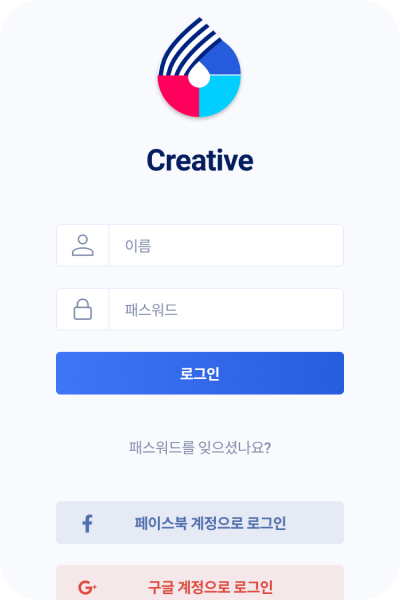 Creative
이름
패스워드
로그인
패스워드를 잊으셨나요?
페이스북 계정으로 로그인
구글 계정으로 로그인